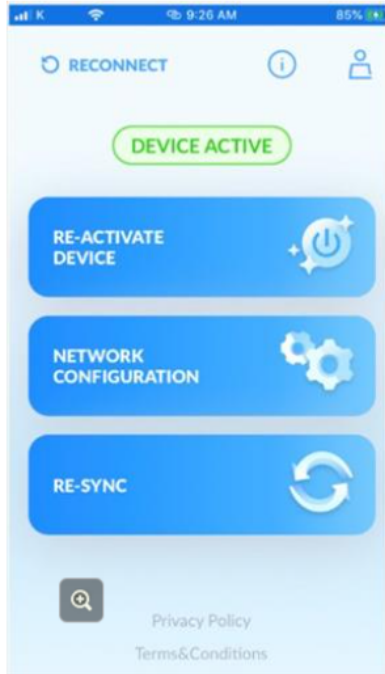 K 9:26 AM 85%
RECONNECT
DEVICE ACTIVE
RE-ACTIVATE
DEVICE
NETWORK
CONFIGURATION
RE-SYNC
Privacy Policy
Terms&Conditions